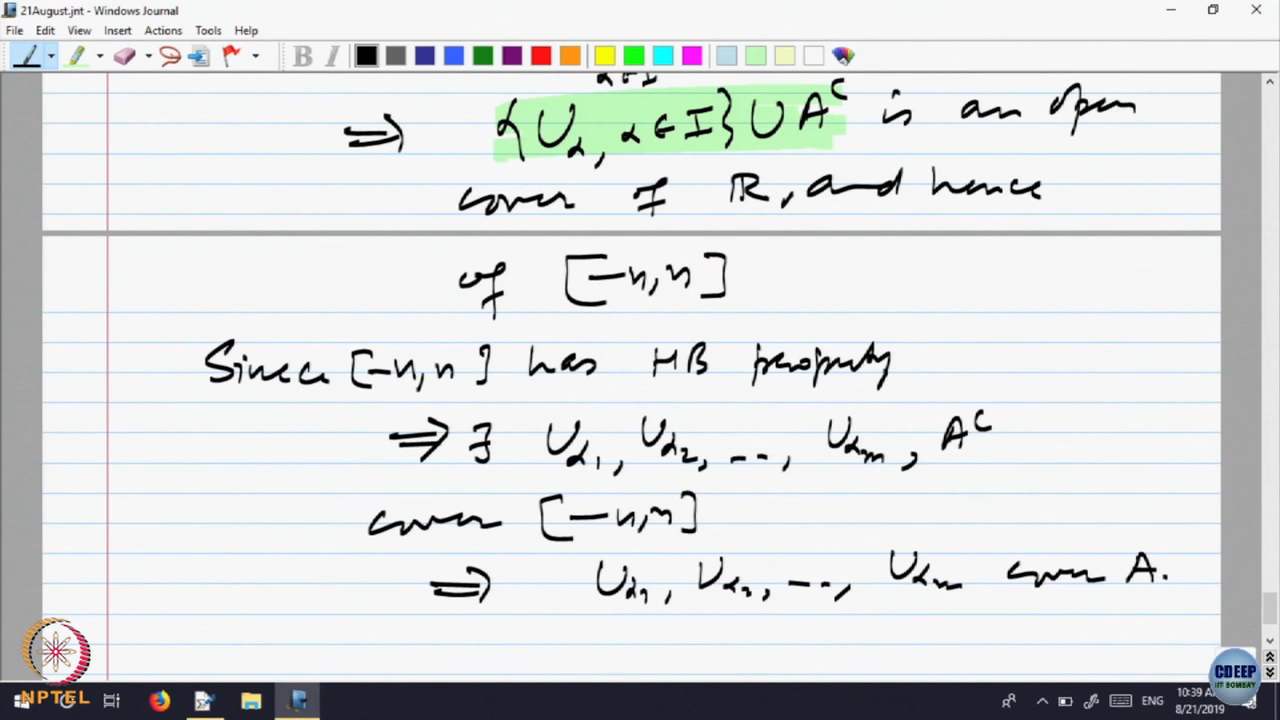 21August.jnt - Windows Journal
File Edit View Insert Actions Tools Help
B I
α∈I
⇒ {U_α, α∈I} ∪ A^c is an open
cover of ℝ, and hence
of [-n, n]
Since [-n, n] has HB property
⇒ ∃ U_α₁, U_α₂, ..., U_αₘ, A^c
cover [-n, n]
⇒ U_α₁, U_α₂, ..., U_αₘ cover A.
NPTEL
CDEEP
IIT BOMBAY
ENG
10:39 A
8/21/2019